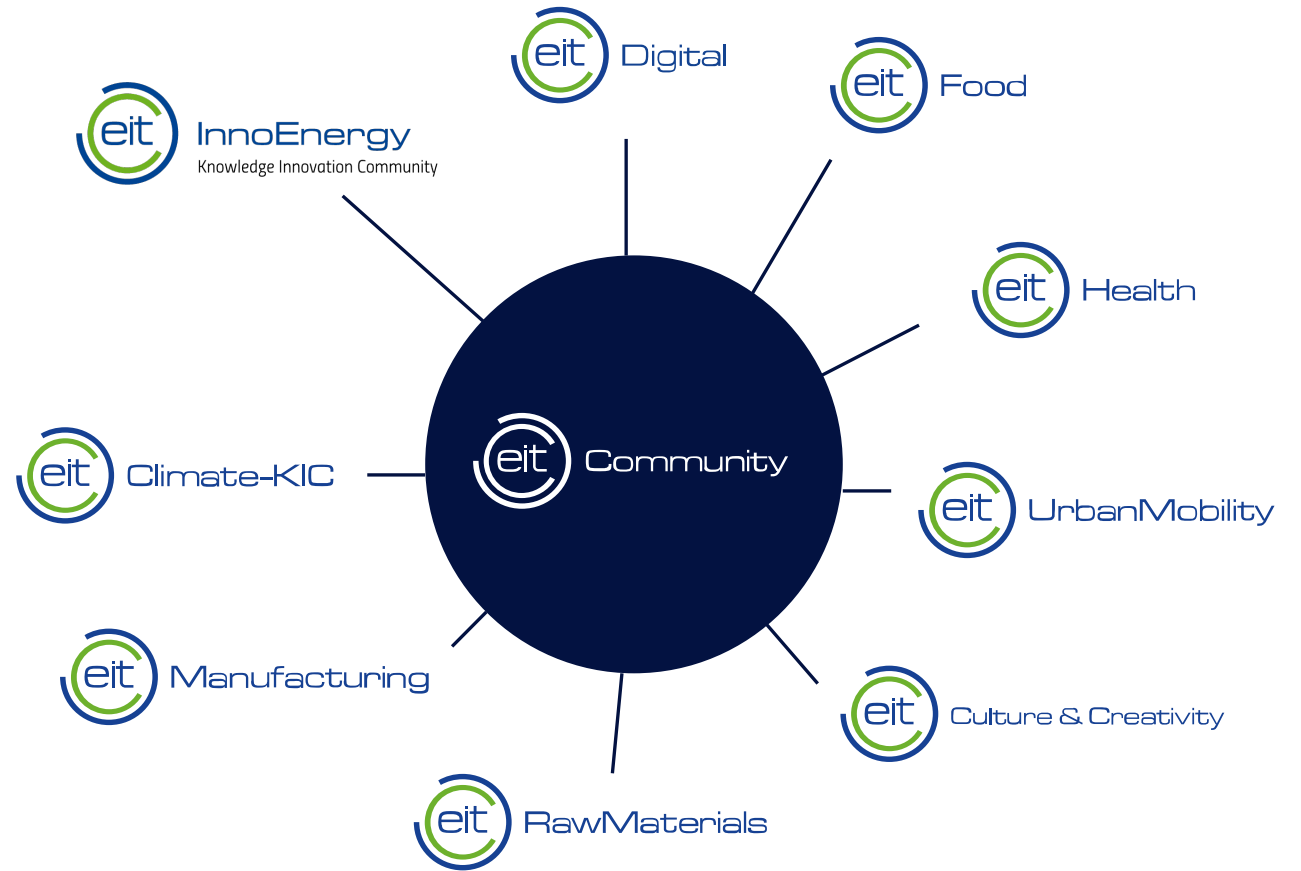 eit Digital
eit Food
eit InnoEnergy
Knowledge Innovation Community
eit Health
eit Climate-KIC
eit Community
eit UrbanMobility
eit Manufacturing
eit Culture & Creativity
eit RawMaterials